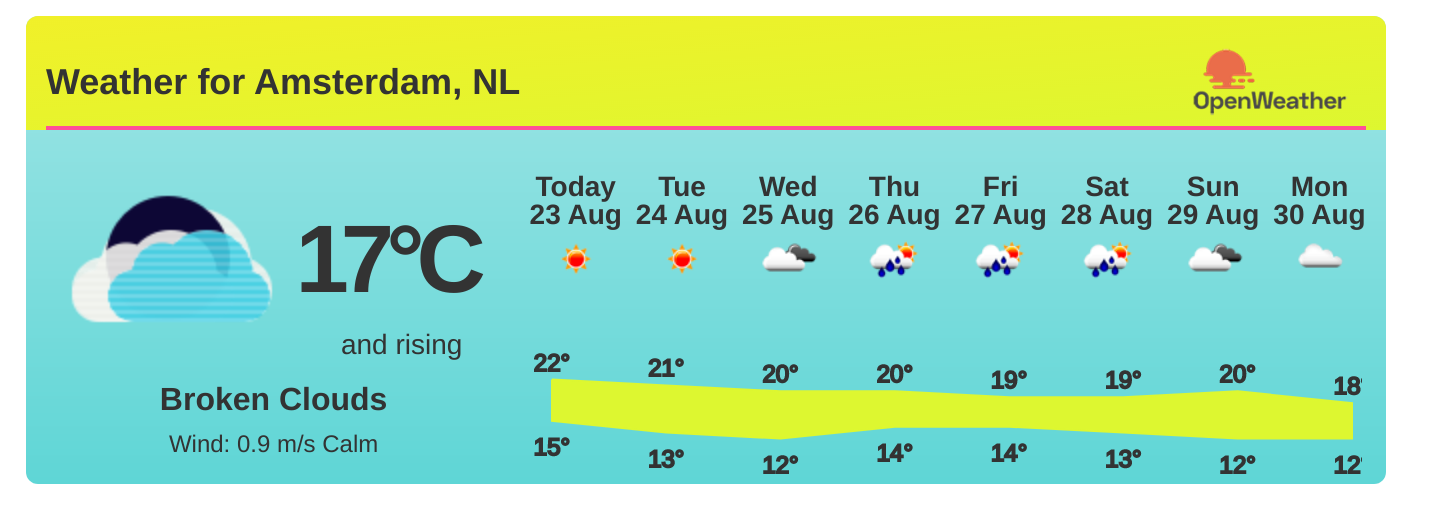 Weather for Amsterdam, NL
OpenWeather
17°C
and rising
Broken Clouds
Wind: 0.9 m/s Calm
Today Tue Wed Thu Fri Sat Sun Mon
23 Aug 24 Aug 25 Aug 26 Aug 27 Aug 28 Aug 29 Aug 30 Aug
22° 21° 20° 20° 19° 19° 20° 18°
15° 13° 12° 14° 14° 13° 12° 12°